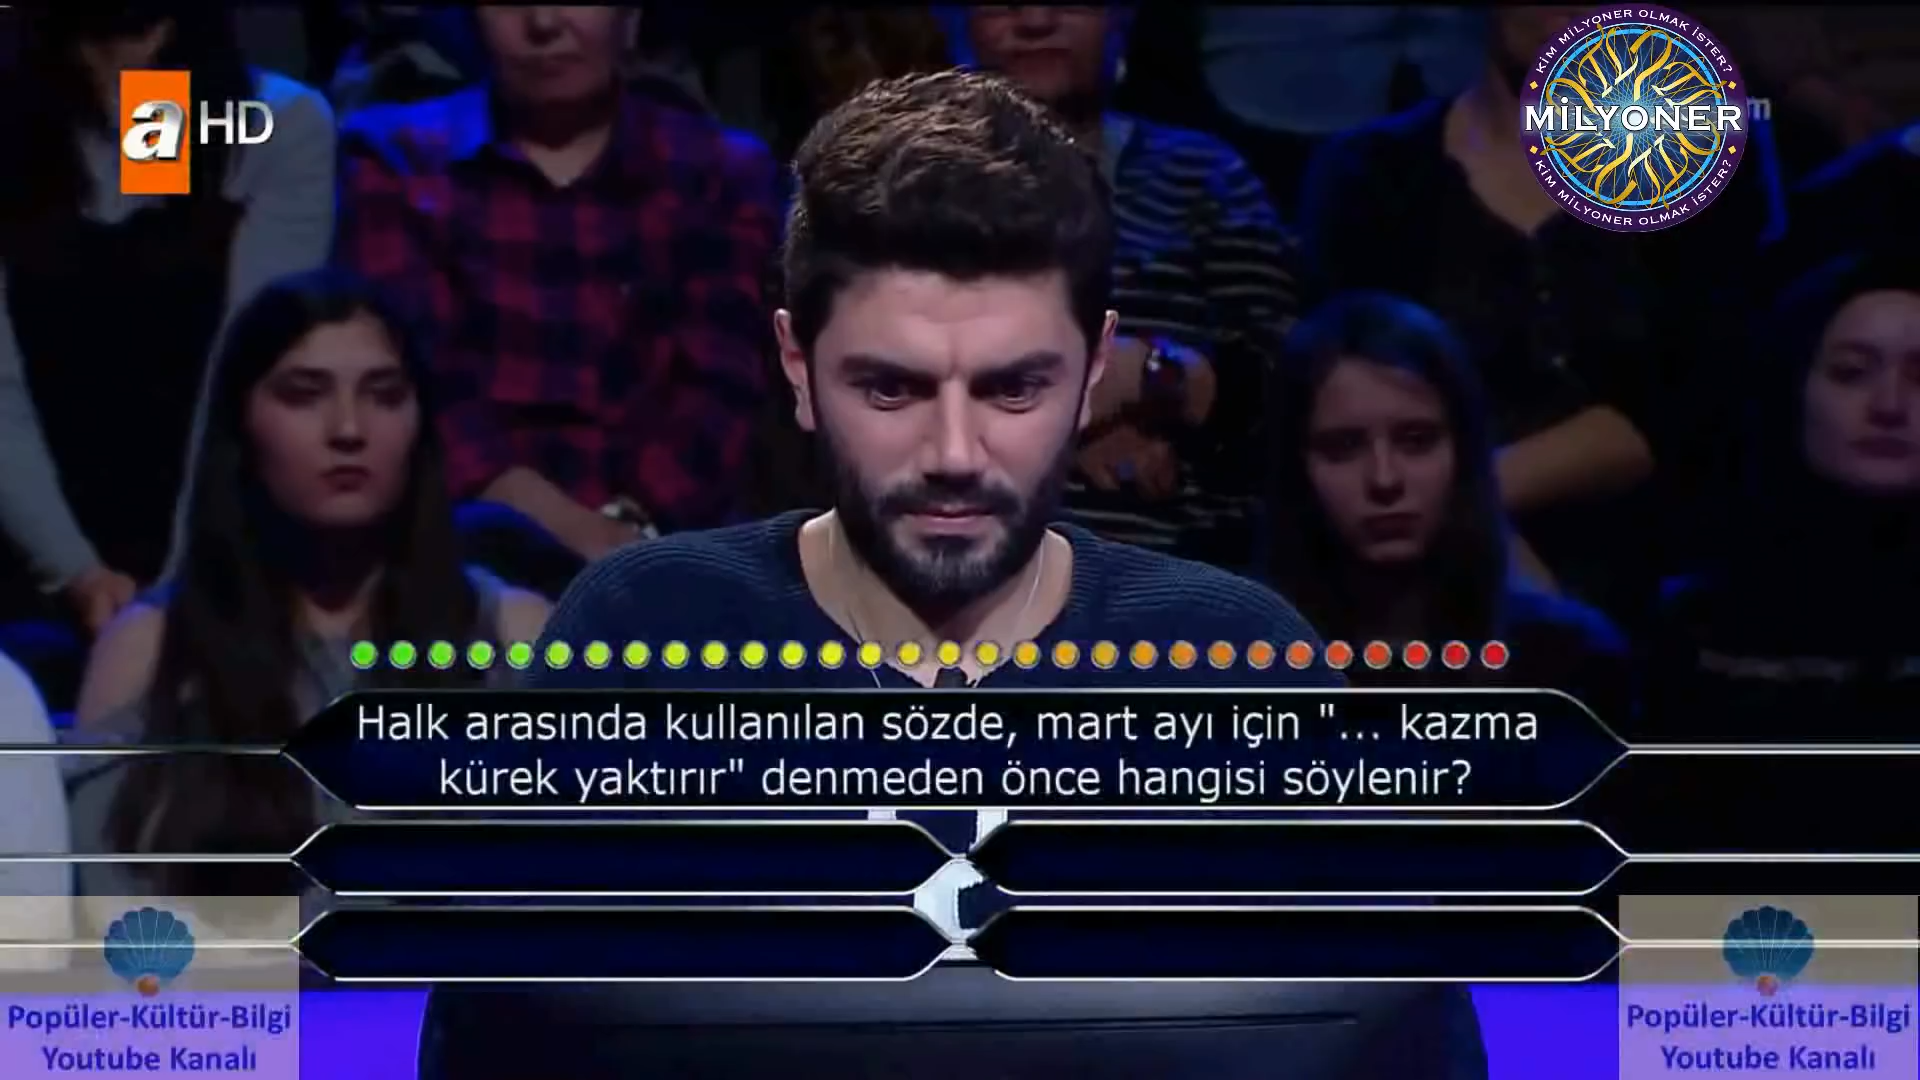 a HD
KİM MİLYONER OLMAK İSTER?
MİLYONER
KİM MİLYONER OLMAK İSTER?
Halk arasında kullanılan sözde, mart ayı için "... kazma
kürek yaktırır" denmeden önce hangisi söylenir?
Popüler-Kültür-Bilgi
Youtube Kanalı
Popüler-Kültür-Bilgi
Youtube Kanalı